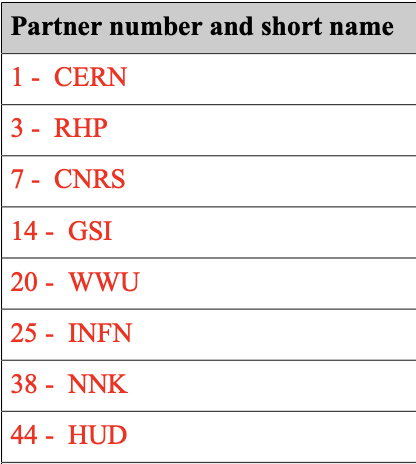 Partner number and short name
1 - CERN
3 - RHP
7 - CNRS
14 - GSI
20 - WWU
25 - INFN
38 - NNK
44 - HUD